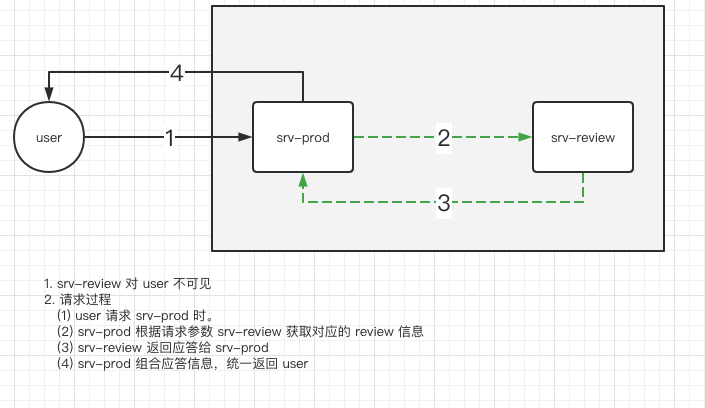 4
user
1
srv-prod
2
srv-review
3
1. srv-review 对 user 不可见
2. 请求过程
(1) user 请求 srv-prod 时。
(2) srv-prod 根据请求参数 srv-review 获取对应的 review 信息
(3) srv-review 返回应答给 srv-prod
(4) srv-prod 组合应答信息，统一返回 user